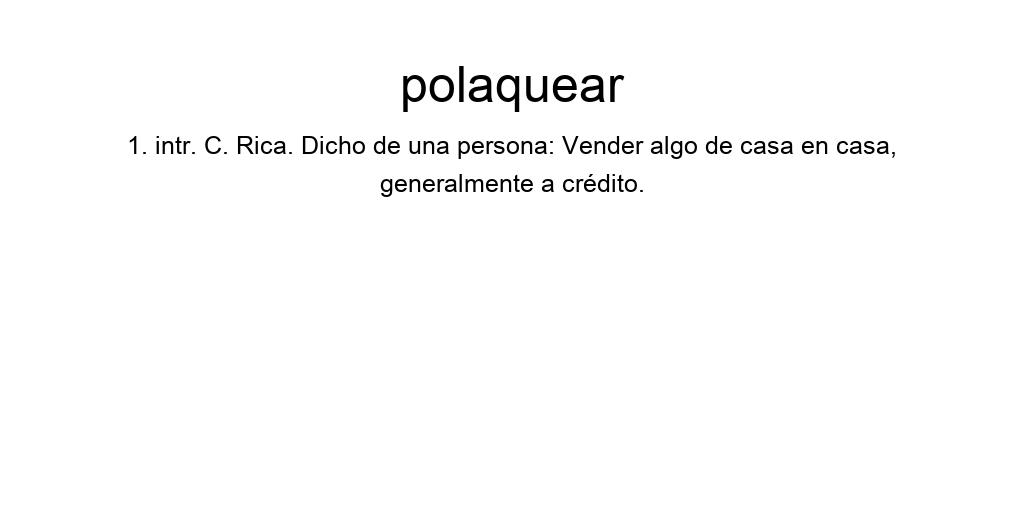 polaquear
1. intr. C. Rica. Dicho de una persona: Vender algo de casa en casa,
generalmente a crédito.